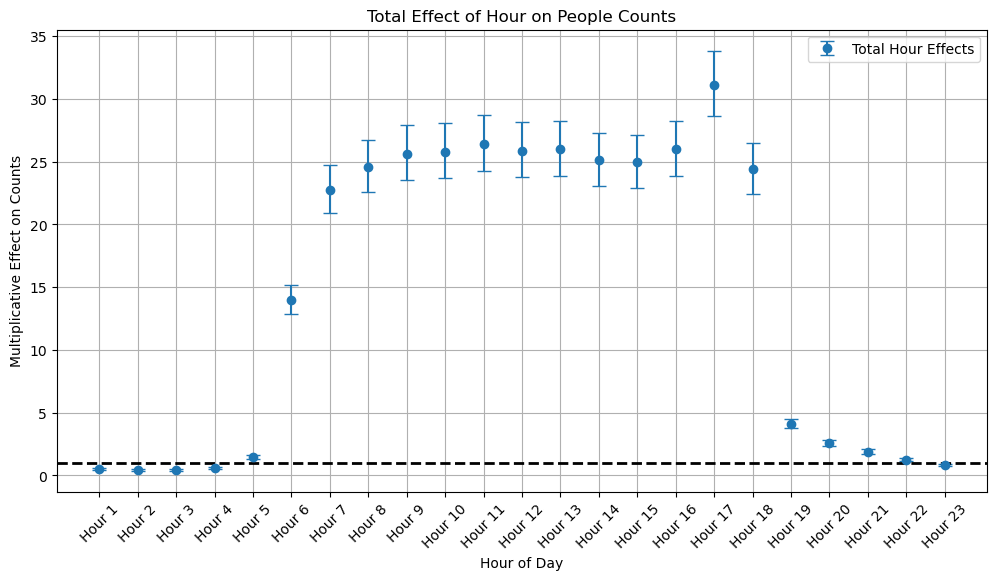 Total Effect of Hour on People Counts
Total Hour Effects
Multiplicative Effect on Counts
35
30
25
20
15
10
5
0
Hour 1
Hour 2
Hour 3
Hour 4
Hour 5
Hour 6
Hour 7
Hour 8
Hour 9
Hour 10
Hour 11
Hour 12
Hour 13
Hour 14
Hour 15
Hour 16
Hour 17
Hour 18
Hour 19
Hour 20
Hour 21
Hour 22
Hour 23
Hour of Day